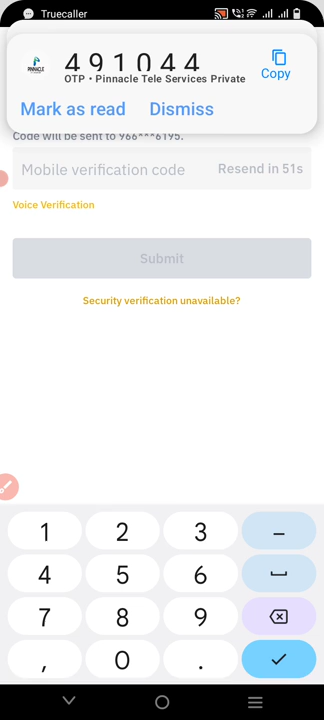 Truecaller
PINNACLE
491044
OTP • Pinnacle Tele Services Private
Copy
Mark as read
Dismiss
Code will be sent to 966***6195.
Mobile verification code
Resend in 51s
Voice Verification
Submit
Security verification unavailable?
1 2 3 –
4 5 6
7 8 9
, 0 .